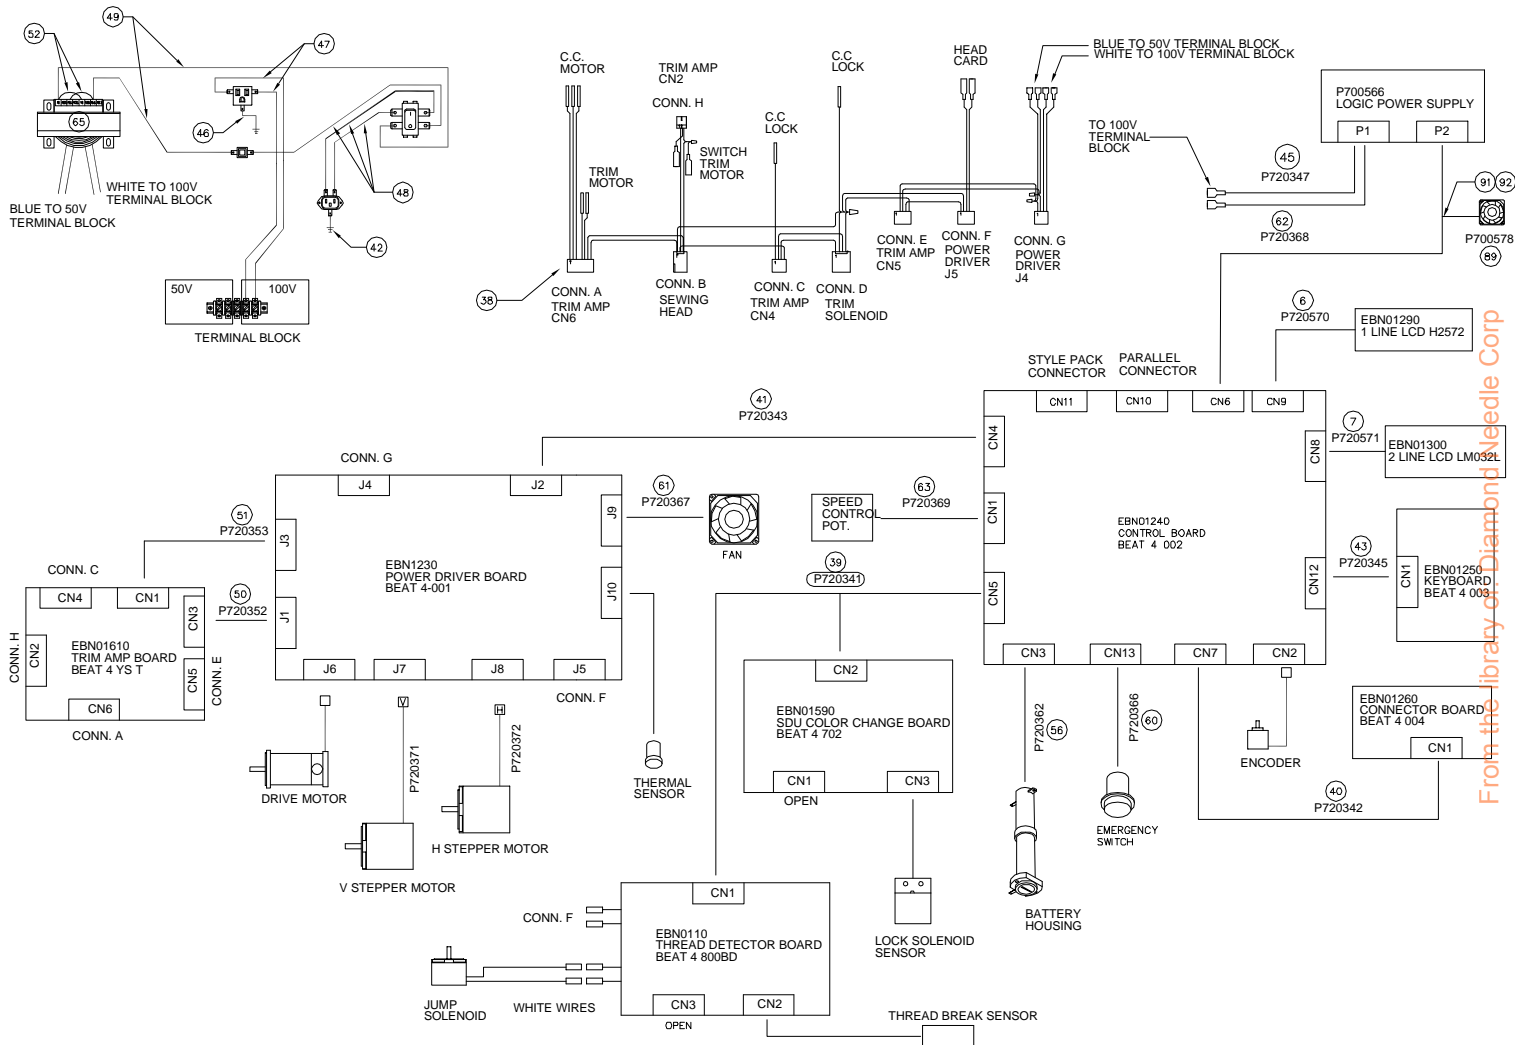 49
52
47
65
46
48
42
WHITE TO 100V
TERMINAL BLOCK
BLUE TO 50V
TERMINAL BLOCK
50V
100V
TERMINAL BLOCK
C.C.
MOTOR
TRIM AMP
CN2
CONN. H
SWITCH
TRIM
MOTOR
TRIM
MOTOR
C.C
LOCK
C.C
LOCK
HEAD
CARD
BLUE TO 50V TERMINAL BLOCK
WHITE TO 100V TERMINAL BLOCK
38
CONN. A
TRIM AMP
CN6
CONN. B
SEWING
HEAD
CONN. C
TRIM AMP
CN4
CONN. D
TRIM
SOLENOID
CONN. E
TRIM AMP
CN5
CONN. F
POWER
DRIVER
J5
CONN. G
POWER
DRIVER
J4
P700566
LOGIC POWER SUPPLY
P1
P2
TO 100V
TERMINAL
BLOCK
45
P720347
62
P720368
91
92
P700578
89
6
P720570
EBN01290
1 LINE LCD H2572
STYLE PACK
CONNECTOR
PARALLEL
CONNECTOR
CN11
CN10
CN6
CN9
CN4
CN8
CN1
CN5
CN12
CN3
CN13
CN7
CN2
EBN01240
CONTROL BOARD
BEAT 4 002
7
P720571
EBN01300
2 LINE LCD LM032L
43
P720345
CN1
EBN01250
KEYBOARD
BEAT 4 003
41
P720343
CONN. G
J4
J2
J9
J10
J3
J1
J6
J7
J8
J5
CONN. F
EBN1230
POWER DRIVER BOARD
BEAT 4-001
61
P720367
FAN
SPEED
CONTROL
POT.
63
P720369
39
P720341
51
P720353
50
P720352
CONN. C
CN4
CN1
CN3
CN5
CN2
CN6
CONN. H
CONN. E
CONN. A
EBN01610
TRIM AMP BOARD
BEAT 4 YS T
V
H
P720371
P720372
DRIVE MOTOR
V STEPPER MOTOR
H STEPPER MOTOR
THERMAL
SENSOR
CN2
EBN01590
SDU COLOR CHANGE BOARD
BEAT 4 702
CN1
CN3
OPEN
LOCK SOLENOID
SENSOR
P720362
56
BATTERY
HOUSING
P720366
60
EMERGENCY
SWITCH
ENCODER
EBN01260
CONNECTOR BOARD
BEAT 4 004
CN1
40
P720342
CN1
EBN0110
THREAD DETECTOR BOARD
BEAT 4 800BD
CN3
CN2
OPEN
CONN. F
JUMP
SOLENOID
WHITE WIRES
THREAD BREAK SENSOR
From the library of: Diamond Needle Corp